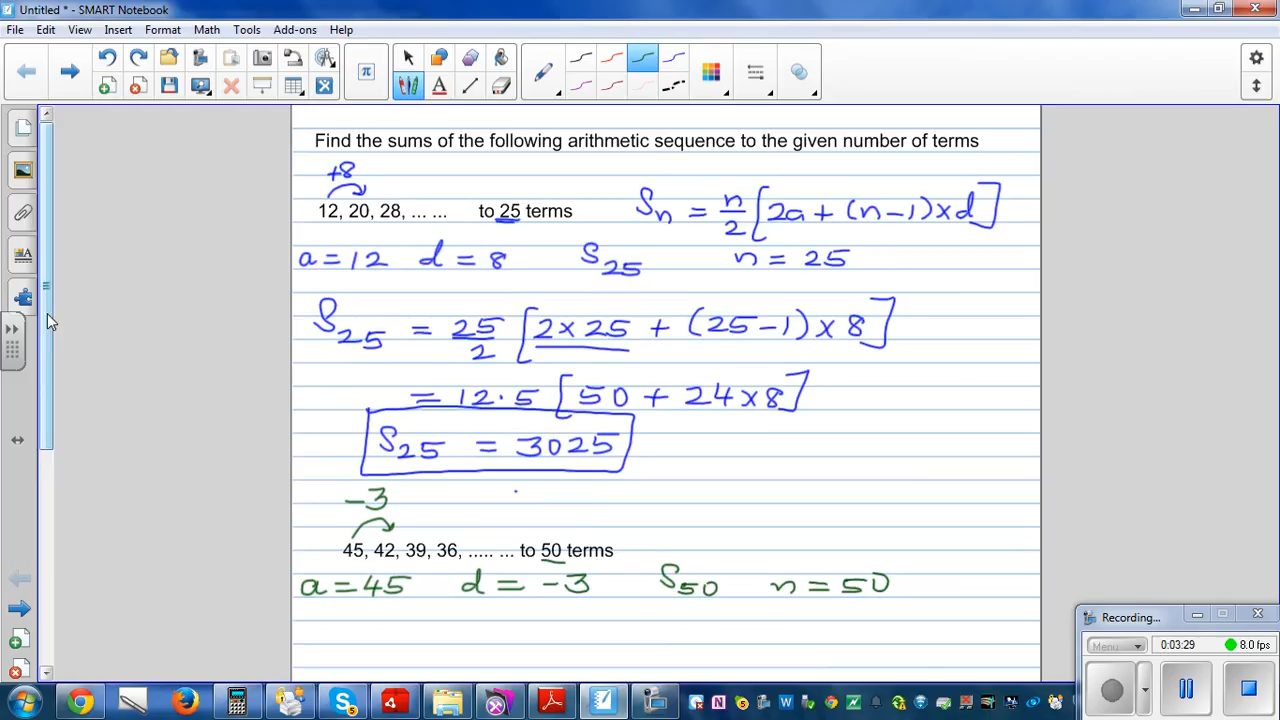 Untitled * - SMART Notebook
File Edit View Insert Format Math Tools Add-ons Help
π
A
Find the sums of the following arithmetic sequence to the given number of terms
+8
12, 20, 28, ... ... to 25 terms Sn = n/2 [2a + (n-1)×d]
a = 12 d = 8 S25 n = 25
S25 = 25/2 [2×25 + (25-1)×8]
= 12.5 [50 + 24×8]
S25 = 3025
-3
45, 42, 39, 36, ..... ... to 50 terms
a = 45 d = -3 S50 n = 50
Recording...
Menu 0:03:29 8.0 fps